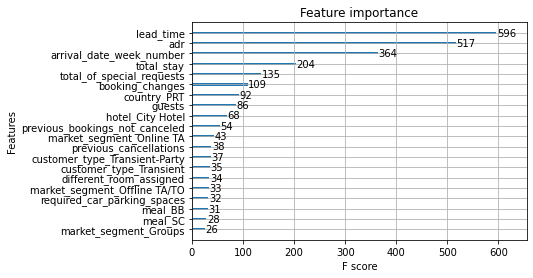 Feature importance
lead_time 596
adr 517
arrival_date_week_number 364
total_stay 204
total_of_special_requests 135
booking_changes 109
country_PRT 92
guests 86
hotel_City Hotel 68
previous_bookings_not_canceled 54
market_segment_Online TA 43
previous_cancellations 38
customer_type_Transient-Party 37
customer_type_Transient 35
different_room_assigned 34
market_segment_Offline TA/TO 33
required_car_parking_spaces 32
meal_BB 31
meal_SC 28
market_segment_Groups 26
Features
0 100 200 300 400 500 600
F score